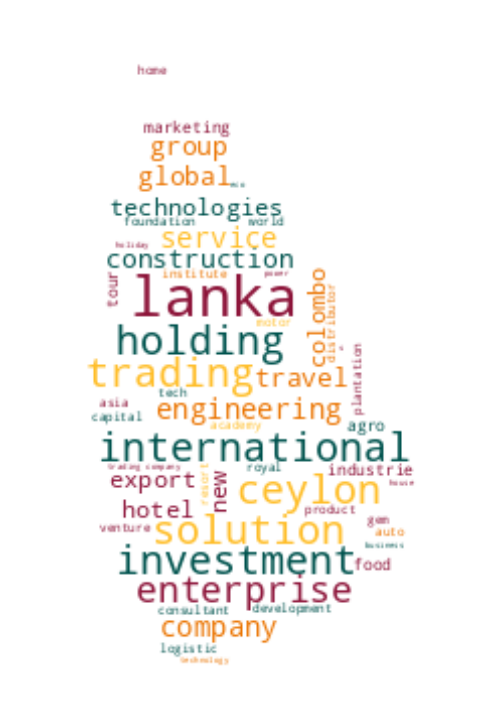 home
marketing
group
global
eco
technologies
foundation world
service
holiday
construction
institute power
tour
lanka
colombo
distributor
motor
holding
trading
travel
plantation
tech
asia
engineering
capital
academy
agro
international
trading company
royal
industrie
export
resort
new
ceylon
house
hotel
product
gem
venture
solution
auto
business
investment
food
enterprise
consultant
development
company
logistic
technology